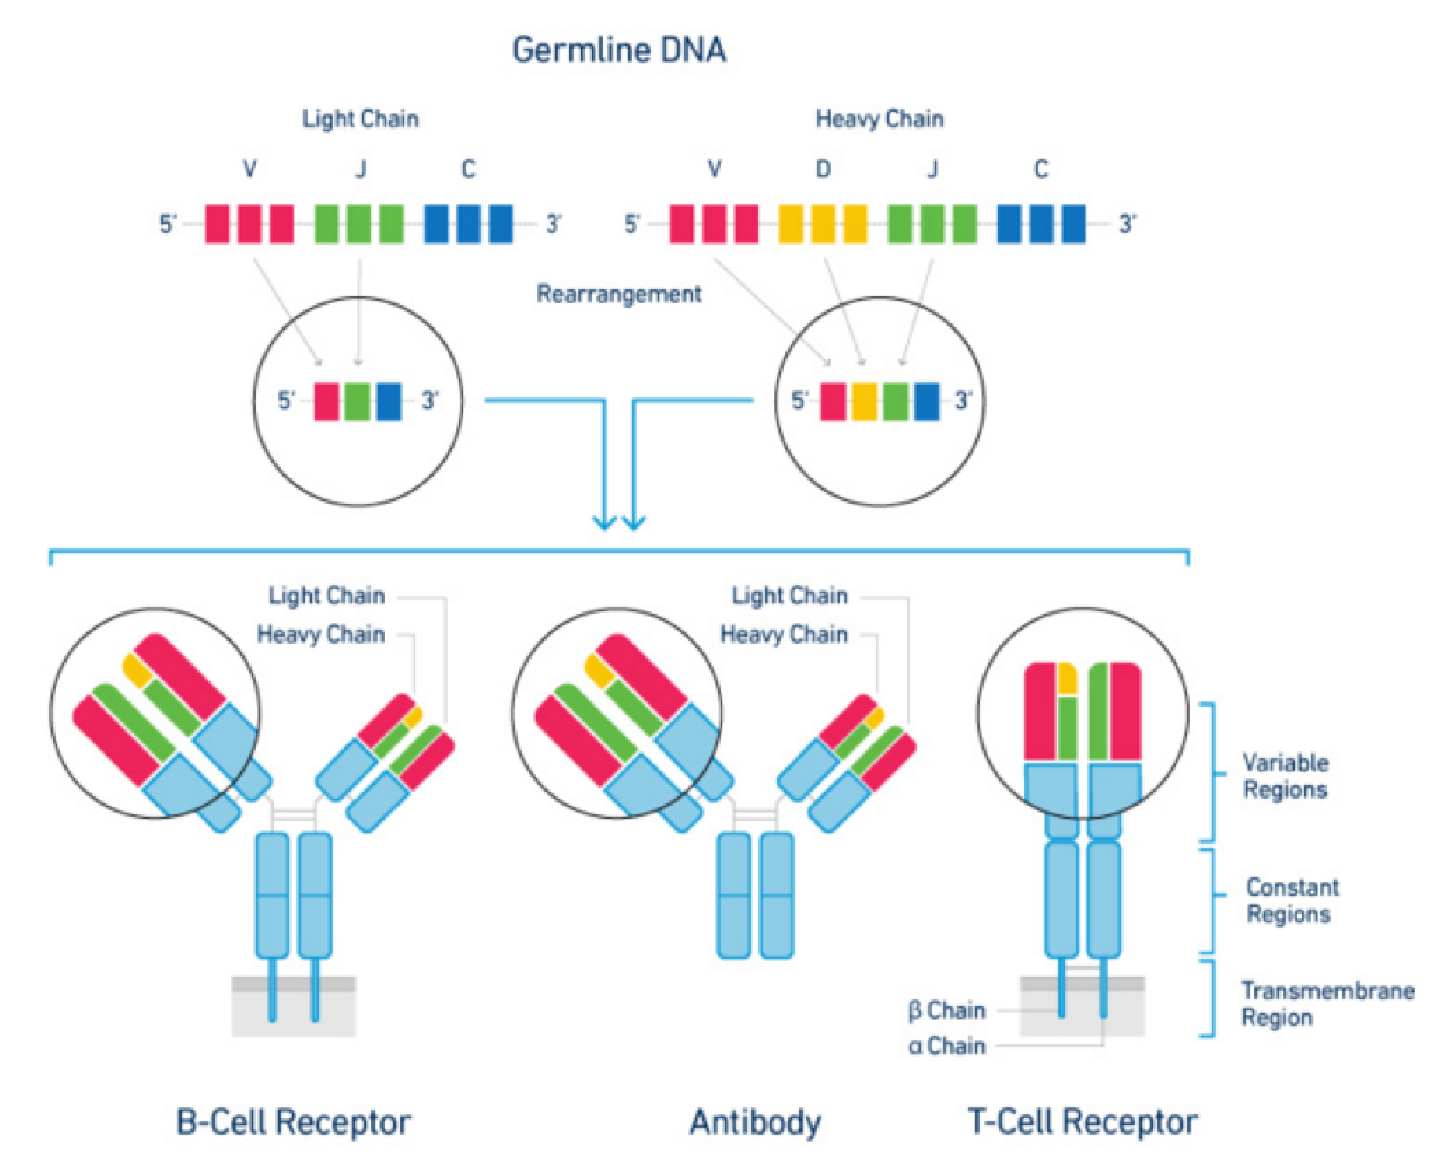 Germline DNA
Light Chain
Heavy Chain
V J C
V D J C
5' 3'
5' 3'
Rearrangement
5' 3'
5' 3'
Light Chain
Heavy Chain
Light Chain
Heavy Chain
Variable
Regions
Constant
Regions
Transmembrane
Region
β Chain
α Chain
B-Cell Receptor
Antibody
T-Cell Receptor